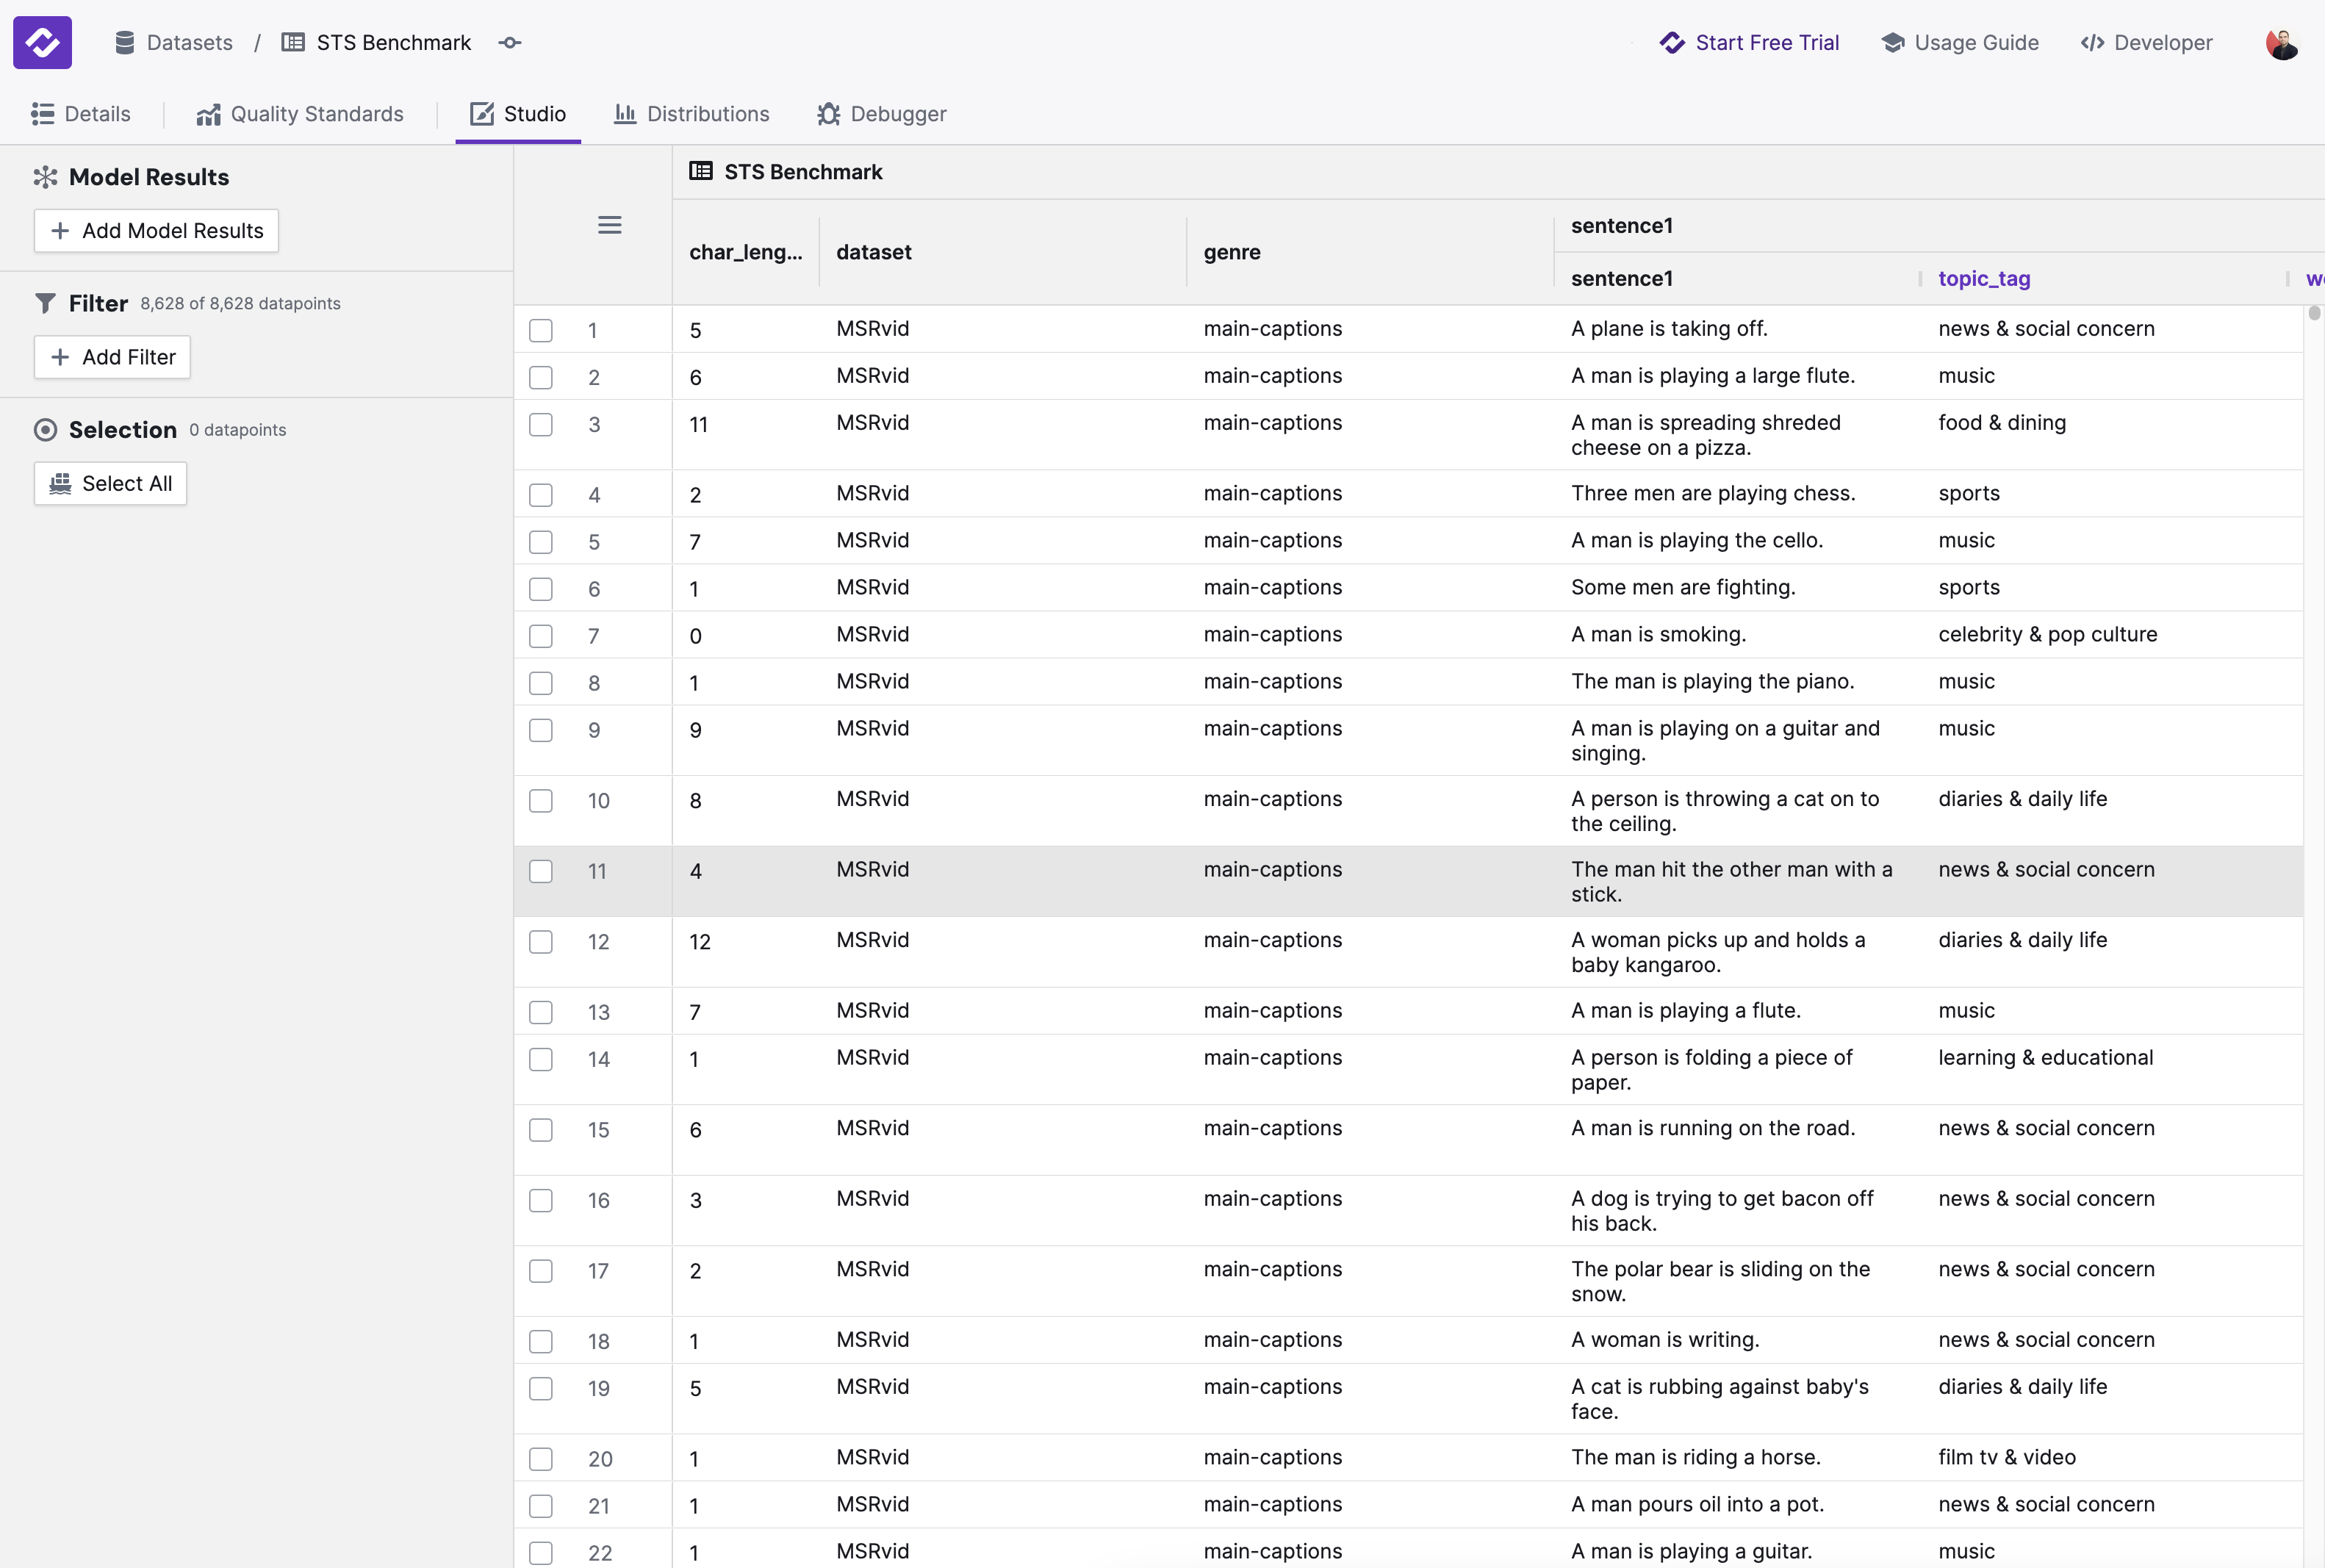 Datasets / STS Benchmark
Start Free Trial Usage Guide Developer
Details Quality Standards Studio Distributions Debugger
Model Results
+ Add Model Results
Filter 8,628 of 8,628 datapoints
+ Add Filter
Selection 0 datapoints
Select All
STS Benchmark
char_leng... dataset genre sentence1
sentence1 topic_tag
1 5 MSRvid main-captions A plane is taking off. news & social concern
2 6 MSRvid main-captions A man is playing a large flute. music
3 11 MSRvid main-captions A man is spreading shreded food & dining
cheese on a pizza.
4 2 MSRvid main-captions Three men are playing chess. sports
5 7 MSRvid main-captions A man is playing the cello. music
6 1 MSRvid main-captions Some men are fighting. sports
7 0 MSRvid main-captions A man is smoking. celebrity & pop culture
8 1 MSRvid main-captions The man is playing the piano. music
9 9 MSRvid main-captions A man is playing on a guitar and music
singing.
10 8 MSRvid main-captions A person is throwing a cat on to diaries & daily life
the ceiling.
11 4 MSRvid main-captions The man hit the other man with a news & social concern
stick.
12 12 MSRvid main-captions A woman picks up and holds a diaries & daily life
baby kangaroo.
13 7 MSRvid main-captions A man is playing a flute. music
14 1 MSRvid main-captions A person is folding a piece of learning & educational
paper.
15 6 MSRvid main-captions A man is running on the road. news & social concern
16 3 MSRvid main-captions A dog is trying to get bacon off news & social concern
his back.
17 2 MSRvid main-captions The polar bear is sliding on the news & social concern
snow.
18 1 MSRvid main-captions A woman is writing. news & social concern
19 5 MSRvid main-captions A cat is rubbing against baby's diaries & daily life
face.
20 1 MSRvid main-captions The man is riding a horse. film tv & video
21 1 MSRvid main-captions A man pours oil into a pot. news & social concern
22 1 MSRvid main-captions A man is playing a guitar. music